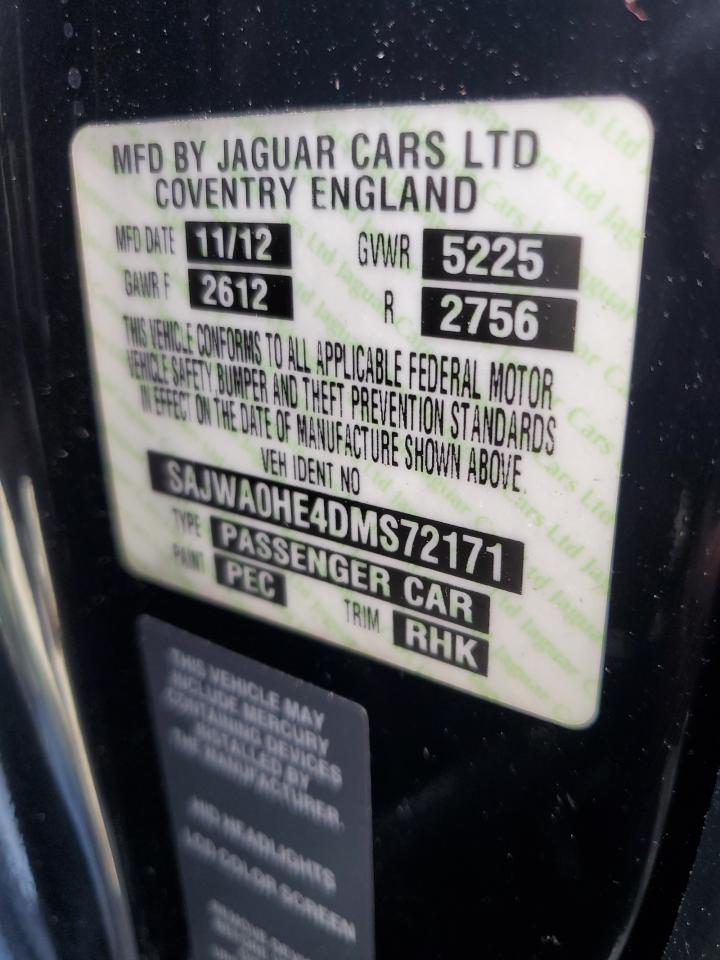 MFD BY JAGUAR CARS LTD
COVENTRY ENGLAND
MFD DATE 11/12 GVWR 5225
GAWR F 2612 R 2756
THIS VEHICLE CONFORMS TO ALL APPLICABLE FEDERAL MOTOR
VEHICLE SAFETY, BUMPER AND THEFT PREVENTION STANDARDS
IN EFFECT ON THE DATE OF MANUFACTURE SHOWN ABOVE.
VEH IDENT NO
SAJWA0HE4DMS72171
TYPE PASSENGER CAR
PAINT PEC TRIM RHK
THIS VEHICLE MAY
INCLUDE MERCURY
CONTAINING DEVICES
INSTALLED BY
THE MANUFACTURER.
HID HEADLIGHTS
LCD COLOR SCREEN